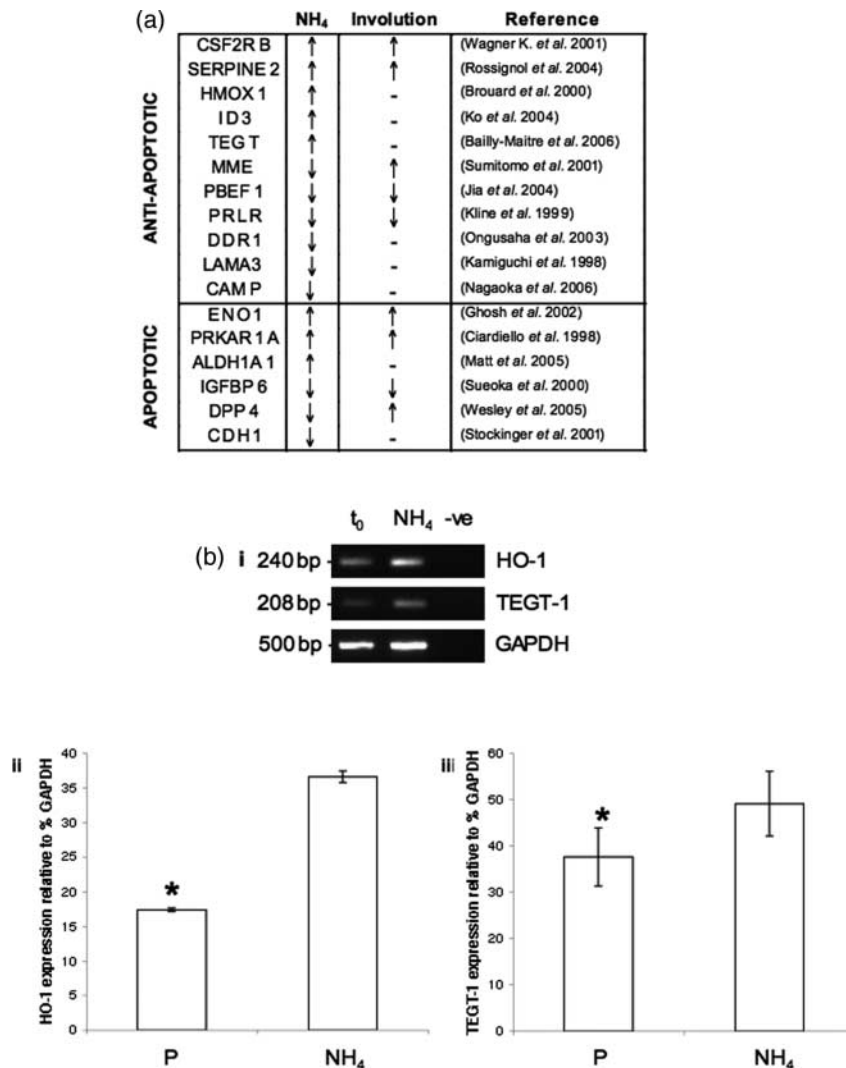 (a)
NH₄ Involution Reference
ANTI-APOPTOTIC
CSF2R B ↑ ↑ (Wagner K. et al. 2001)
SERPINE 2 ↑ ↑ (Rossignol et al. 2004)
HMOX 1 ↑ - (Brouard et al. 2000)
ID3 ↑ - (Ko et al. 2004)
TEGT ↑ - (Bailly-Maitre et al. 2006)
MME ↓ ↑ (Sumitomo et al. 2001)
PBEF 1 ↓ ↓ (Jia et al. 2004)
PRLR ↓ ↓ (Kline et al. 1999)
DDR1 ↓ - (Ongusaha et al. 2003)
LAMA3 ↓ - (Kamiguchi et al. 1998)
CAMP ↓ - (Nagaoka et al. 2006)
APOPTOTIC
ENO1 ↑ ↑ (Ghosh et al. 2002)
PRKAR1A ↑ ↑ (Ciardiello et al. 1998)
ALDH1A1 ↑ - (Matt et al. 2005)
IGFBP 6 ↓ ↓ (Sueoka et al. 2000)
DPP 4 ↓ ↑ (Wesley et al. 2005)
CDH1 ↓ - (Stockinger et al. 2001)
(b) i
t₀ NH₄ -ve
240 bp HO-1
208 bp TEGT-1
500 bp GAPDH
ii
HO-1 expression relative to % GAPDH
40
35
30
25
20
15
10
5
0
*
P NH₄
iii
TEGT-1 expression relative to % GAPDH
60
50
40
30
20
10
0
*
P NH₄